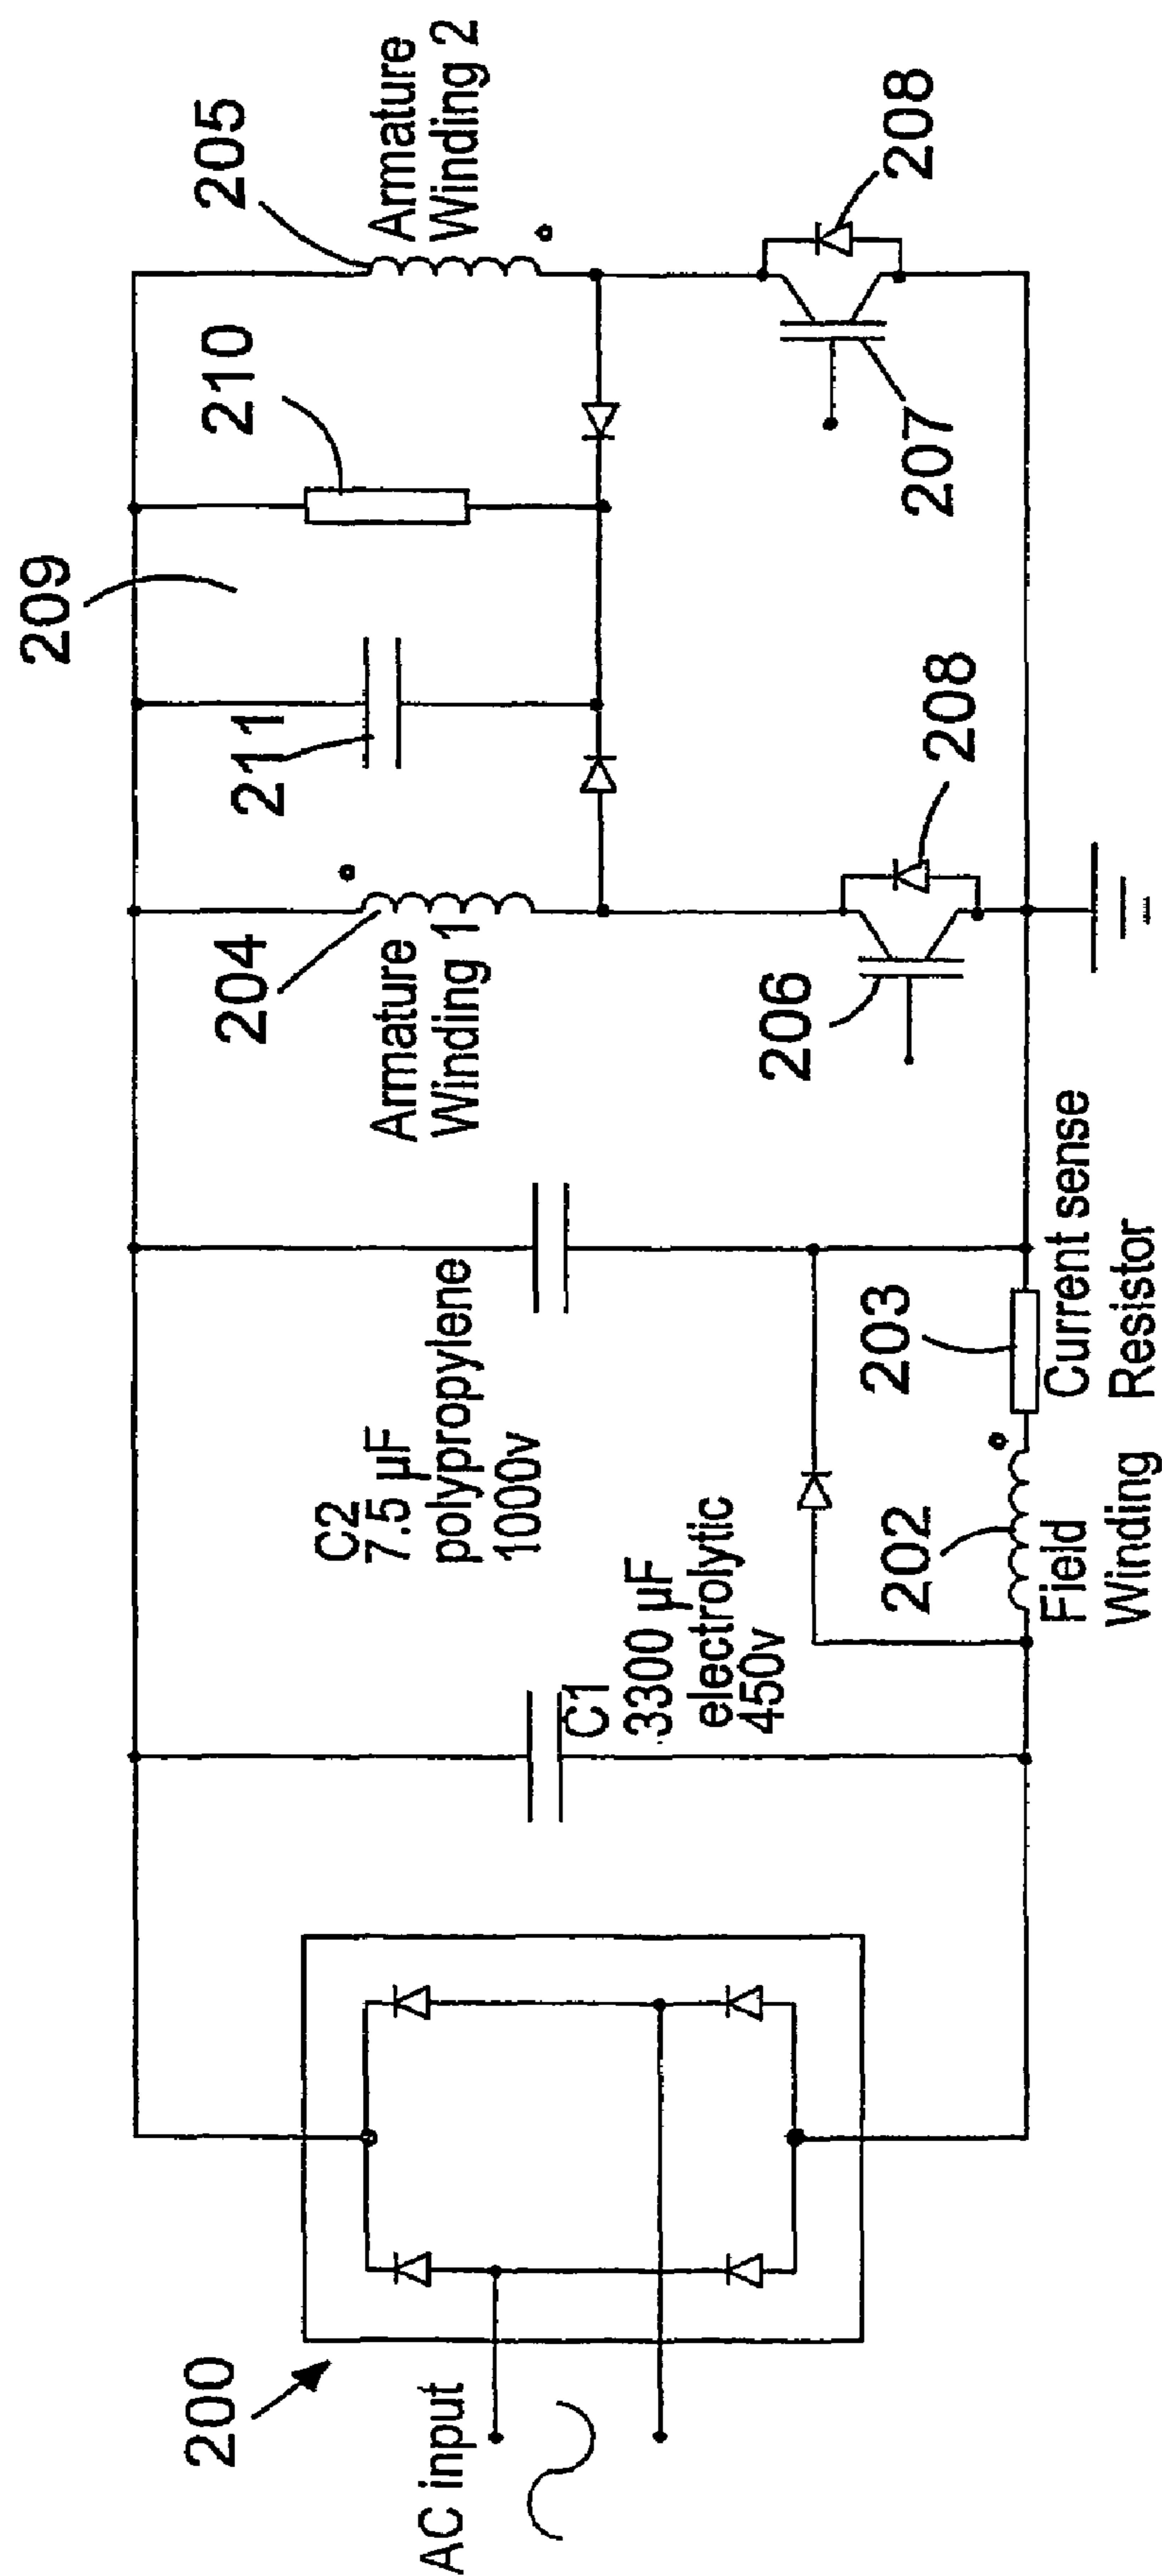 200
AC input
C1
3300 µF
electrolytic
450v
C2
7.5 µF
polypropylene
1000v
202
Field
Winding
203
Current sense
Resistor
204
Armature
Winding 1
206
208
209
211
210
205
Armature
Winding 2
207
208